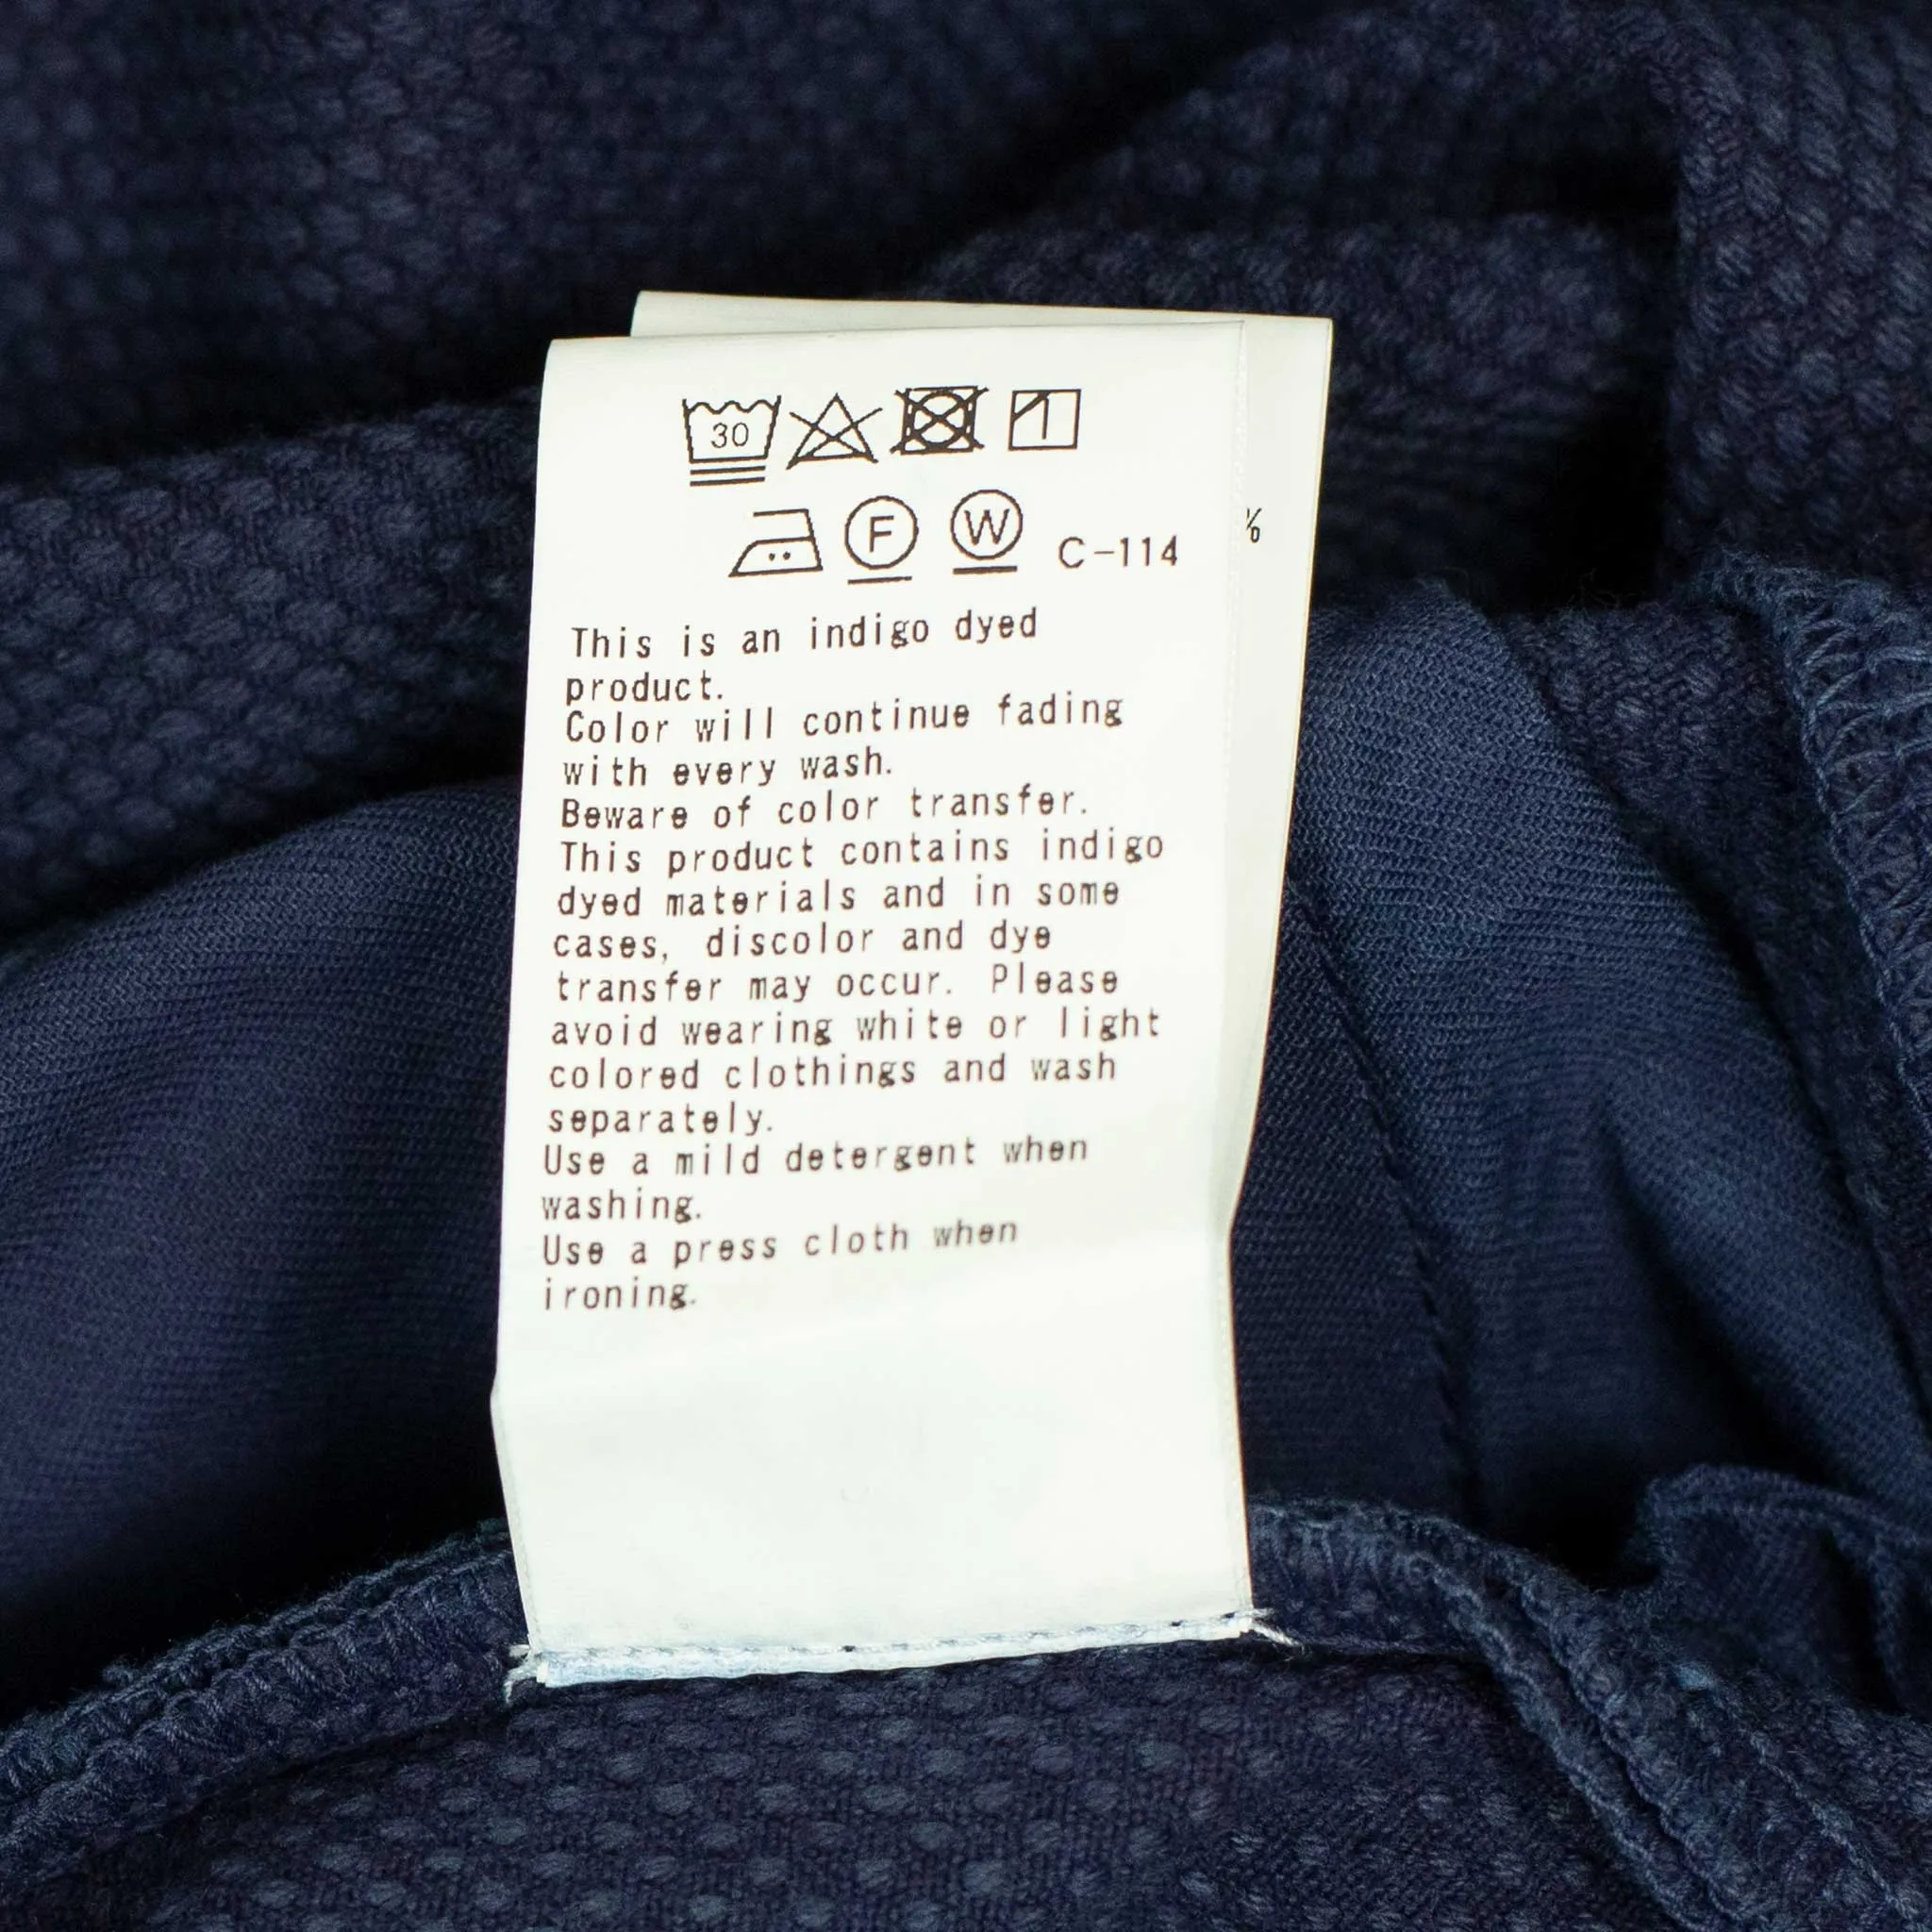 30
F W C-114
%
This is an indigo dyed
product.
Color will continue fading
with every wash.
Beware of color transfer.
This product contains indigo
dyed materials and in some
cases, discolor and dye
transfer may occur. Please
avoid wearing white or light
colored clothings and wash
separately.
Use a mild detergent when
washing.
Use a press cloth when
ironing.